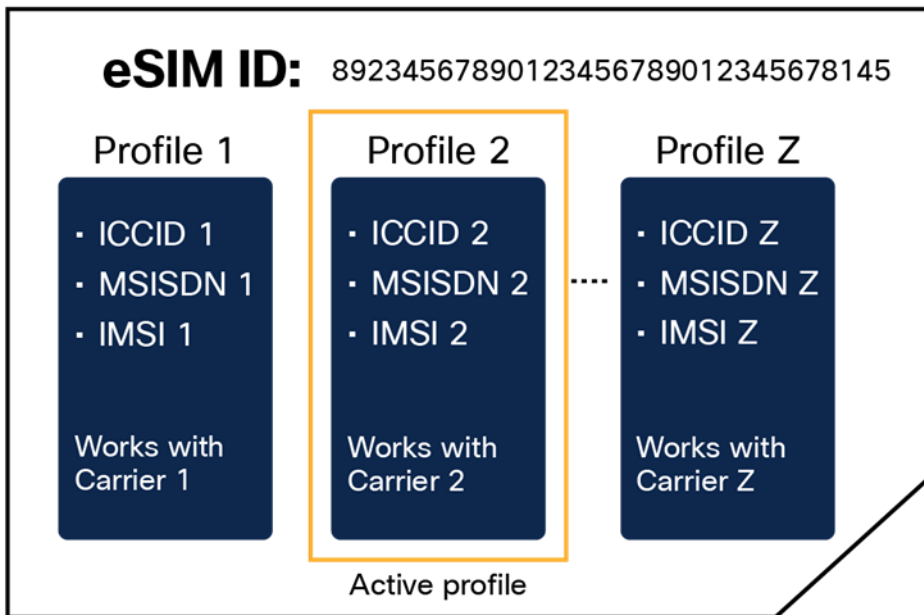 eSIM ID: 89234567890123456789012345678145
Profile 1
· ICCID 1
· MSISDN 1
· IMSI 1
Works with
Carrier 1
Profile 2
· ICCID 2
· MSISDN 2
· IMSI 2
Works with
Carrier 2
Active profile
Profile Z
· ICCID Z
· MSISDN Z
· IMSI Z
Works with
Carrier Z